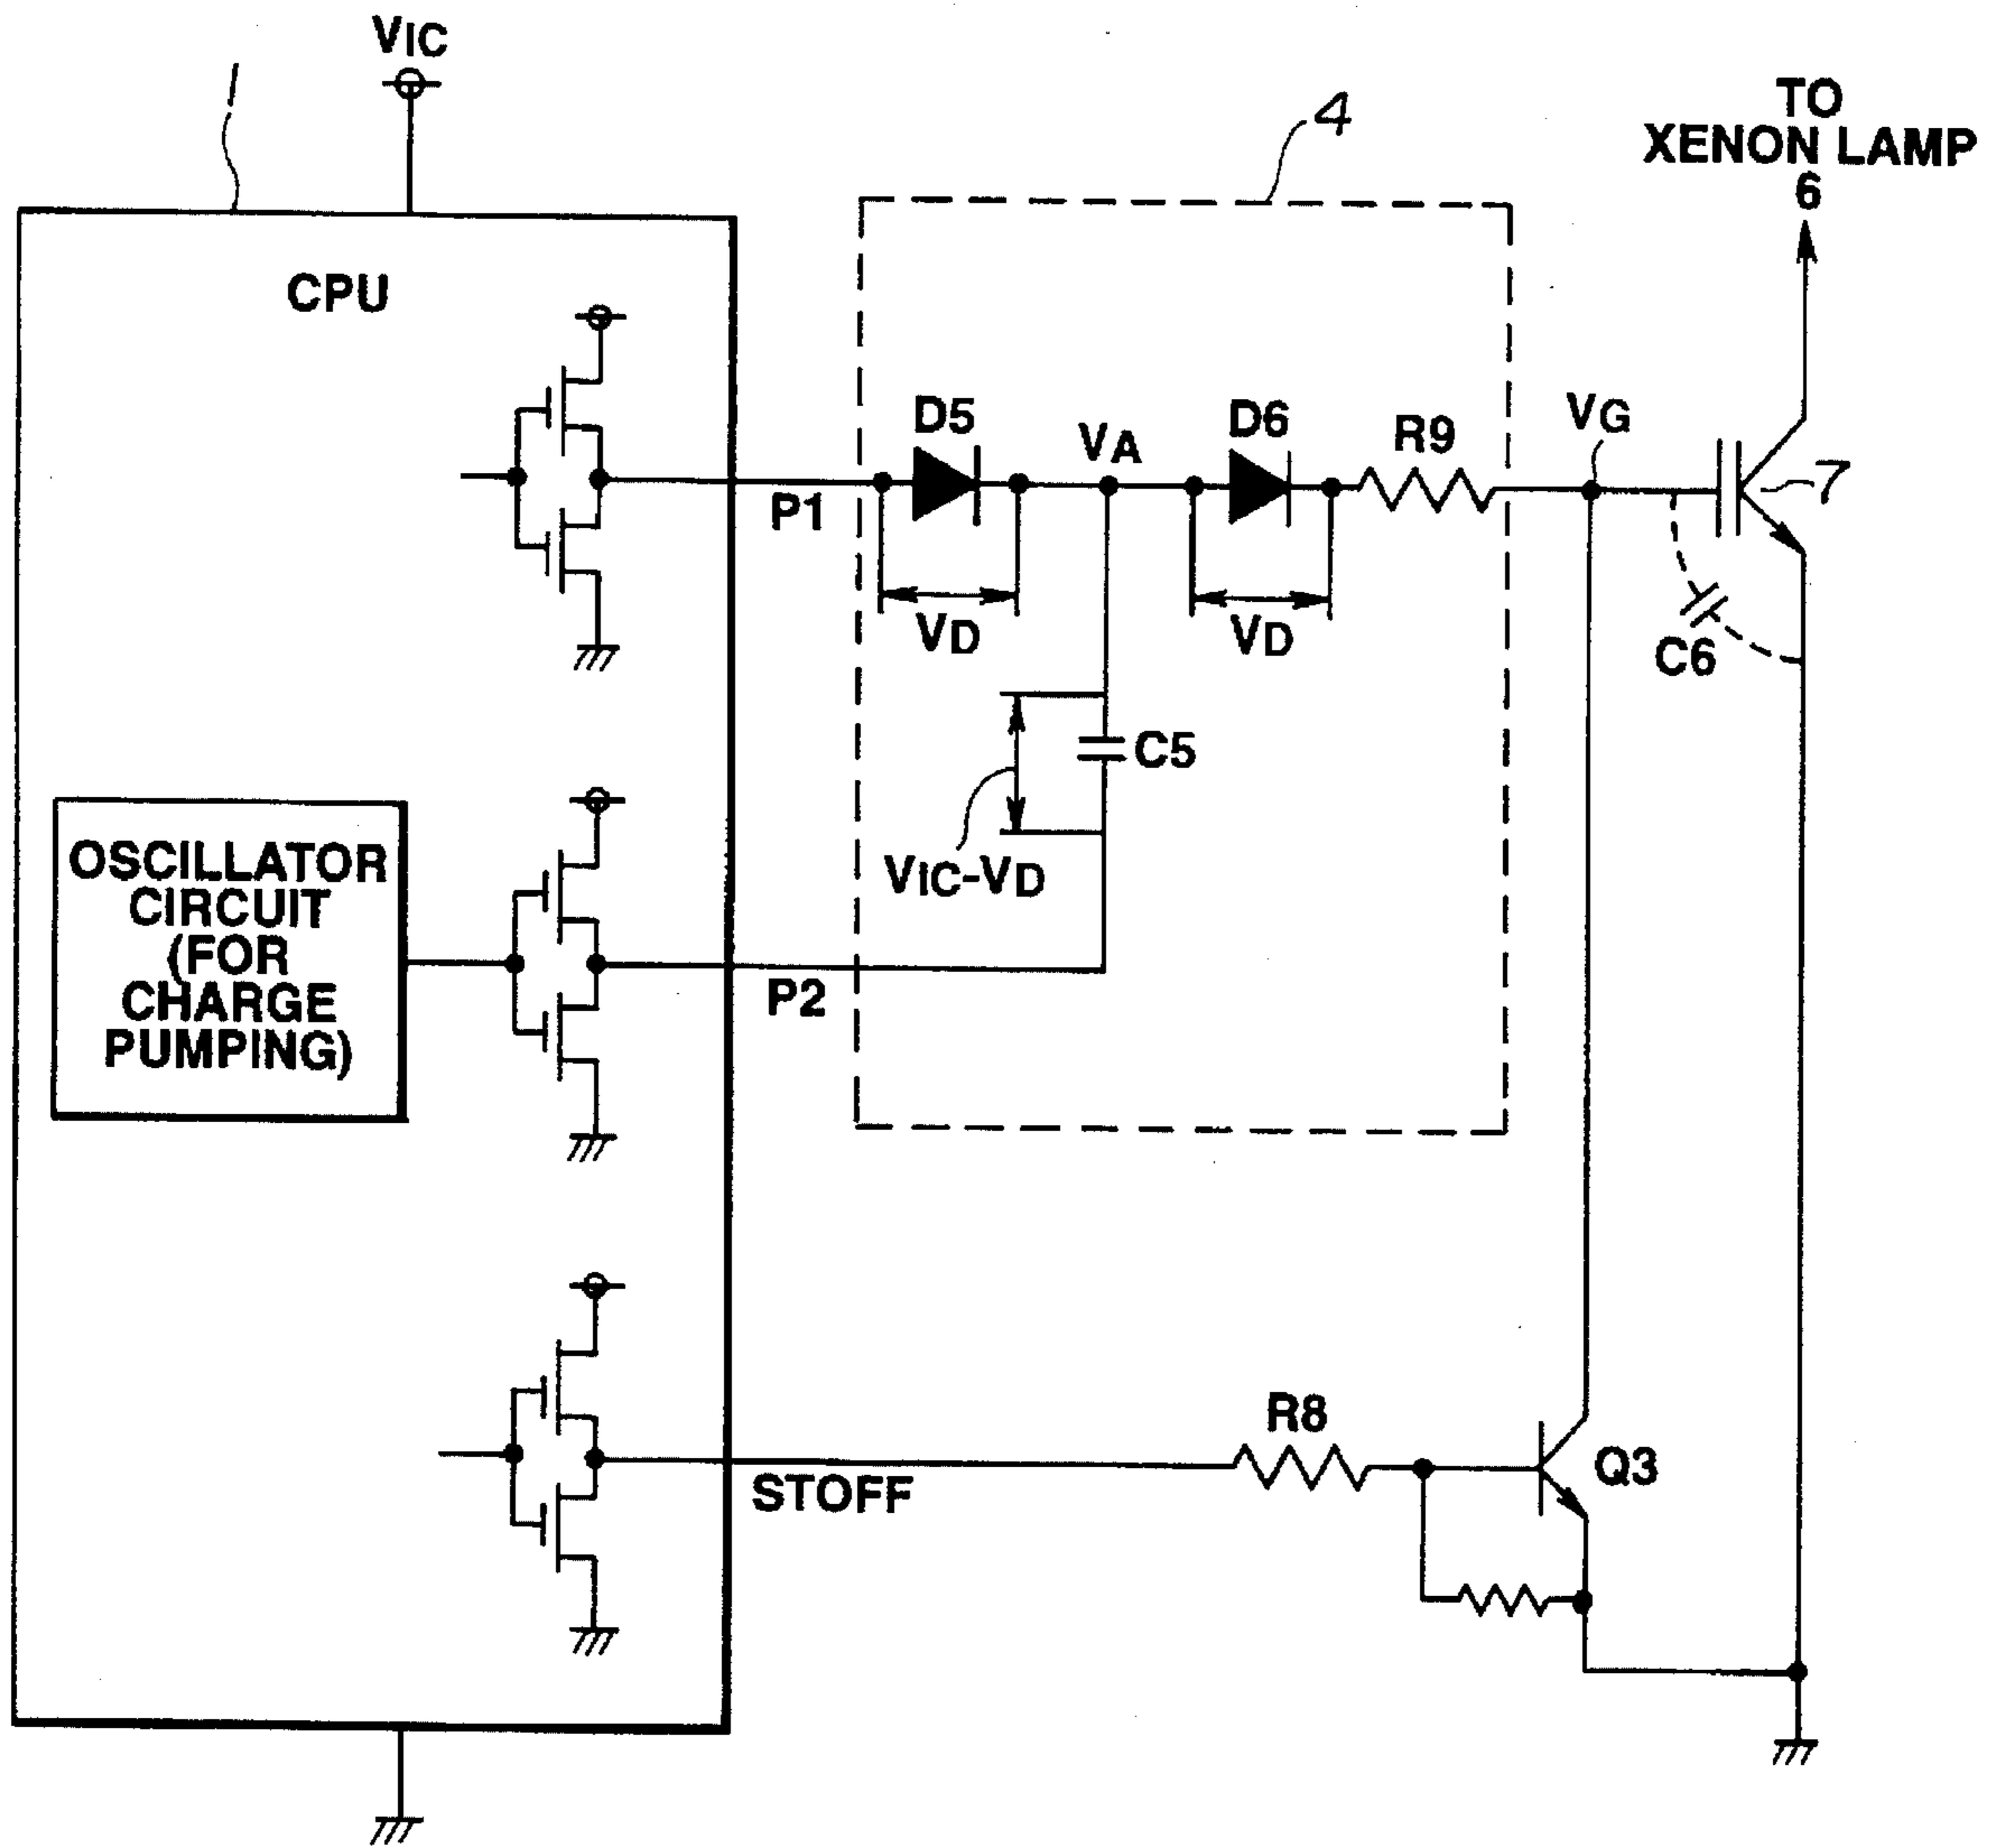 VIC
1
4
TO
XENON LAMP
6
CPU
D5
VA
D6
R9
VG
7
P1
VD
VD
C6
C5
VIC-VD
OSCILLATOR
CIRCUIT
(FOR
CHARGE
PUMPING)
P2
R8
Q3
STOFF